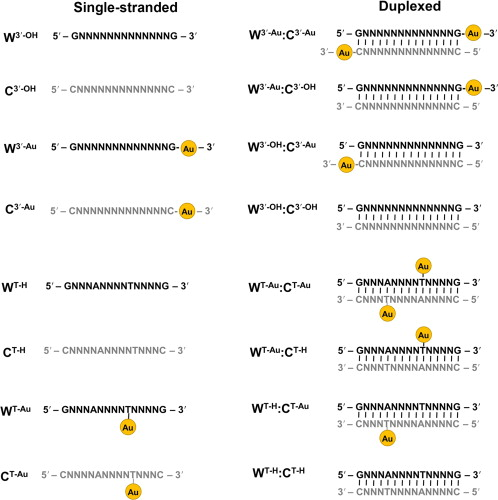 Single-stranded Duplexed
W3′-OH 5′ – GNNNNNNNNNNNNNG – 3′
W3′-Au:C3′-Au 5′ – GNNNNNNNNNNNNNG- Au – 3′
3′ – Au -CNNNNNNNNNNNNNC – 5′
C3′-OH 5′ – CNNNNNNNNNNNNNC – 3′
W3′-Au:C3′-OH 5′ – GNNNNNNNNNNNNNG- Au – 3′
3′ – CNNNNNNNNNNNNNC – 5′
W3′-Au 5′ – GNNNNNNNNNNNNNG- Au – 3′
W3′-OH:C3′-Au 5′ – GNNNNNNNNNNNNNG – 3′
3′ – Au -CNNNNNNNNNNNNNC – 5′
C3′-Au 5′ – CNNNNNNNNNNNNNC- Au – 3′
W3′-OH:C3′-OH 5′ – GNNNNNNNNNNNNNG – 3′
3′ – CNNNNNNNNNNNNNC – 5′
Au
WT-H 5′ – GNNNANNNNTNNNNG – 3′
WT-Au:CT-Au 5′ – GNNNANNNNTNNNNG – 3′
3′ – CNNNTNNNNANNNNC – 5′
Au
Au
CT-H 5′ – CNNNNANNNNTNNNC – 3′
WT-Au:CT-H 5′ – GNNNANNNNTNNNNG – 3′
3′ – CNNNTNNNNANNNNC – 5′
WT-Au 5′ – GNNNANNNNTNNNNG – 3′
Au
WT-H:CT-Au 5′ – GNNNANNNNTNNNNG – 3′
3′ – CNNNTNNNNANNNNC – 5′
Au
CT-Au 5′ – CNNNNANNNNTNNNC – 3′
Au
WT-H:CT-H 5′ – GNNNANNNNTNNNNG – 3′
3′ – CNNNTNNNNANNNNC – 5′